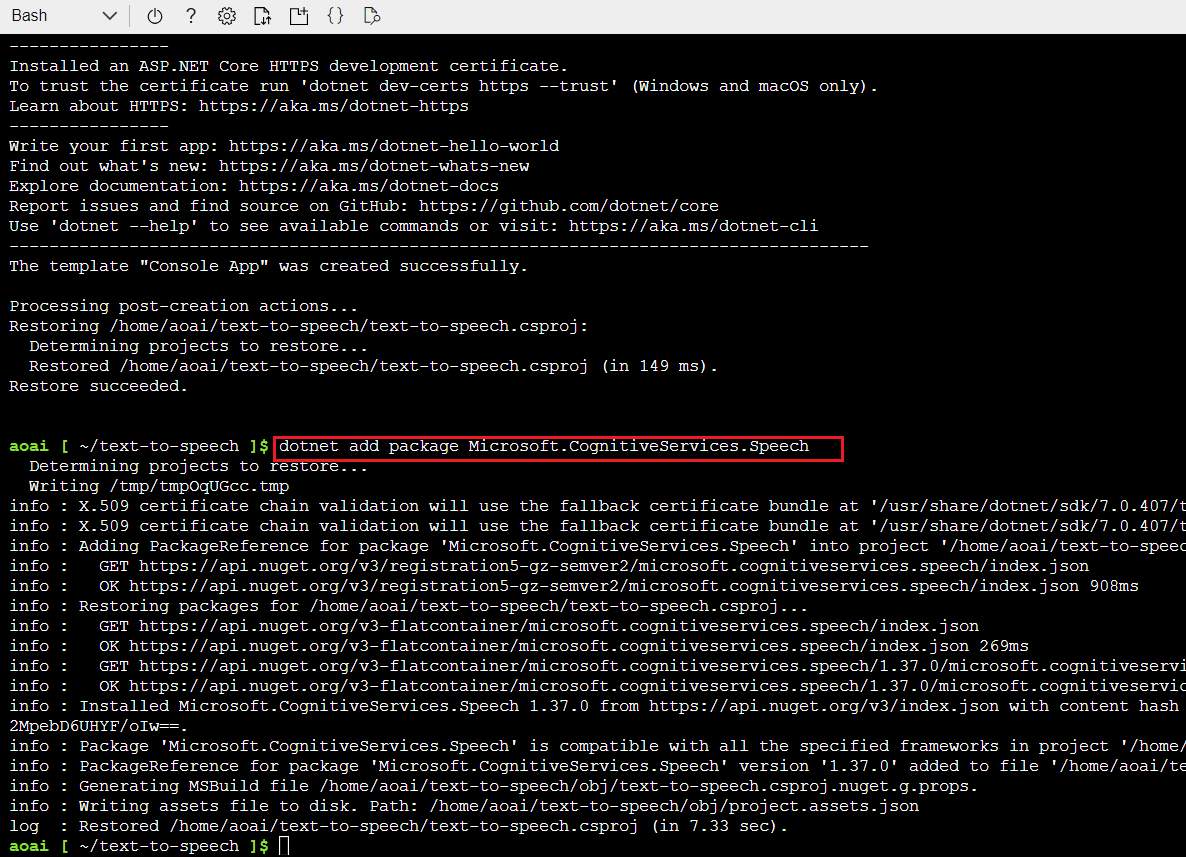 Bash
----------------
Installed an ASP.NET Core HTTPS development certificate.
To trust the certificate run 'dotnet dev-certs https --trust' (Windows and macOS only).
Learn about HTTPS: https://aka.ms/dotnet-https
----------------
Write your first app: https://aka.ms/dotnet-hello-world
Find out what's new: https://aka.ms/dotnet-whats-new
Explore documentation: https://aka.ms/dotnet-docs
Report issues and find source on GitHub: https://github.com/dotnet/core
Use 'dotnet --help' to see available commands or visit: https://aka.ms/dotnet-cli
--------------------------------------------------------------------------------------
The template "Console App" was created successfully.
Processing post-creation actions...
Restoring /home/aoai/text-to-speech/text-to-speech.csproj:
  Determining projects to restore...
  Restored /home/aoai/text-to-speech/text-to-speech.csproj (in 149 ms).
Restore succeeded.
aoai [ ~/text-to-speech ]$ dotnet add package Microsoft.CognitiveServices.Speech
  Determining projects to restore...
  Writing /tmp/tmpOqUGcc.tmp
info : X.509 certificate chain validation will use the fallback certificate bundle at '/usr/share/dotnet/sdk/7.0.407/t
info : X.509 certificate chain validation will use the fallback certificate bundle at '/usr/share/dotnet/sdk/7.0.407/t
info : Adding PackageReference for package 'Microsoft.CognitiveServices.Speech' into project '/home/aoai/text-to-speec
info :   GET https://api.nuget.org/v3/registration5-gz-semver2/microsoft.cognitiveservices.speech/index.json
info :   OK https://api.nuget.org/v3/registration5-gz-semver2/microsoft.cognitiveservices.speech/index.json 908ms
info : Restoring packages for /home/aoai/text-to-speech/text-to-speech.csproj...
info :   GET https://api.nuget.org/v3-flatcontainer/microsoft.cognitiveservices.speech/index.json
info :   OK https://api.nuget.org/v3-flatcontainer/microsoft.cognitiveservices.speech/index.json 269ms
info :   GET https://api.nuget.org/v3-flatcontainer/microsoft.cognitiveservices.speech/1.37.0/microsoft.cognitiveservi
info :   OK https://api.nuget.org/v3-flatcontainer/microsoft.cognitiveservices.speech/1.37.0/microsoft.cognitiveservic
info : Installed Microsoft.CognitiveServices.Speech 1.37.0 from https://api.nuget.org/v3/index.json with content hash
2MpebD6UHYF/oIw==.
info : Package 'Microsoft.CognitiveServices.Speech' is compatible with all the specified frameworks in project '/home/
info : PackageReference for package 'Microsoft.CognitiveServices.Speech' version '1.37.0' added to file '/home/aoai/te
info : Generating MSBuild file /home/aoai/text-to-speech/obj/text-to-speech.csproj.nuget.g.props.
info : Writing assets file to disk. Path: /home/aoai/text-to-speech/obj/project.assets.json
log  : Restored /home/aoai/text-to-speech/text-to-speech.csproj (in 7.33 sec).
aoai [ ~/text-to-speech ]$